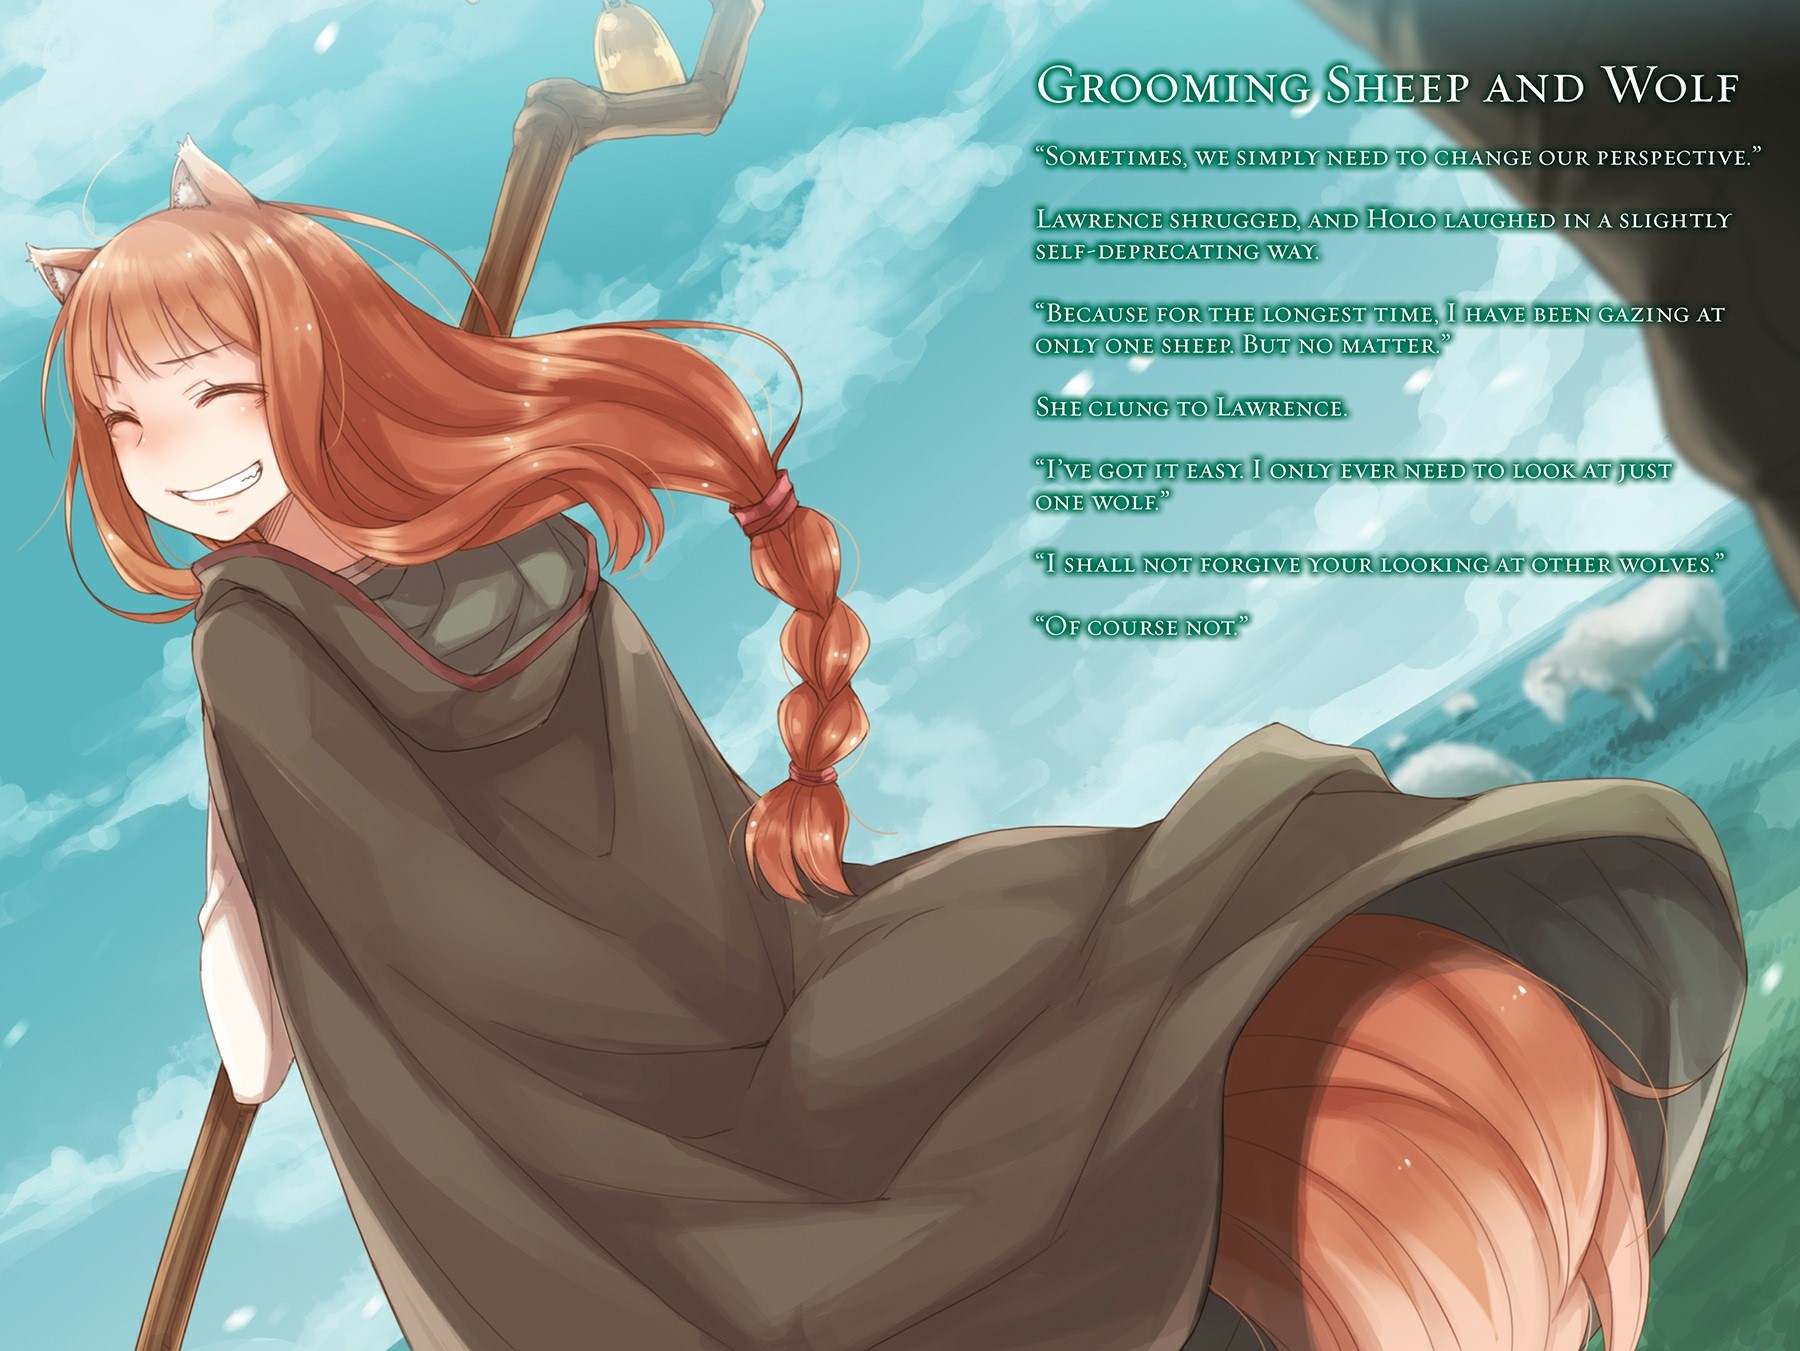 Grooming Sheep and Wolf
“Sometimes, we simply need to change our perspective.”
Lawrence shrugged, and Holo laughed in a slightly
self-deprecating way.
“Because for the longest time, I have been gazing at
only one sheep. But no matter.”
She clung to Lawrence.
“I’ve got it easy. I only ever need to look at just
one wolf.”
“I shall not forgive your looking at other wolves.”
“Of course not.”